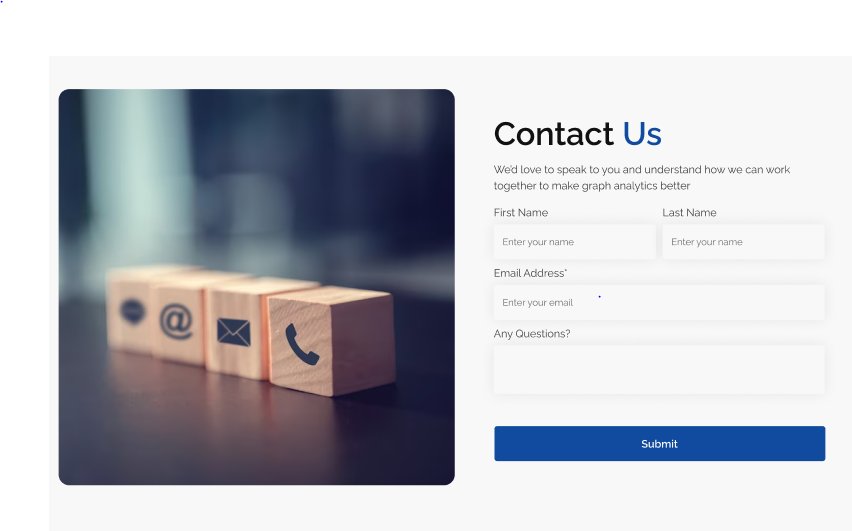 Contact Us
We'd love to speak to you and understand how we can work
together to make graph analytics better
First Name Last Name
Enter your name Enter your name
Email Address*
Enter your email
Any Questions?
Submit
@